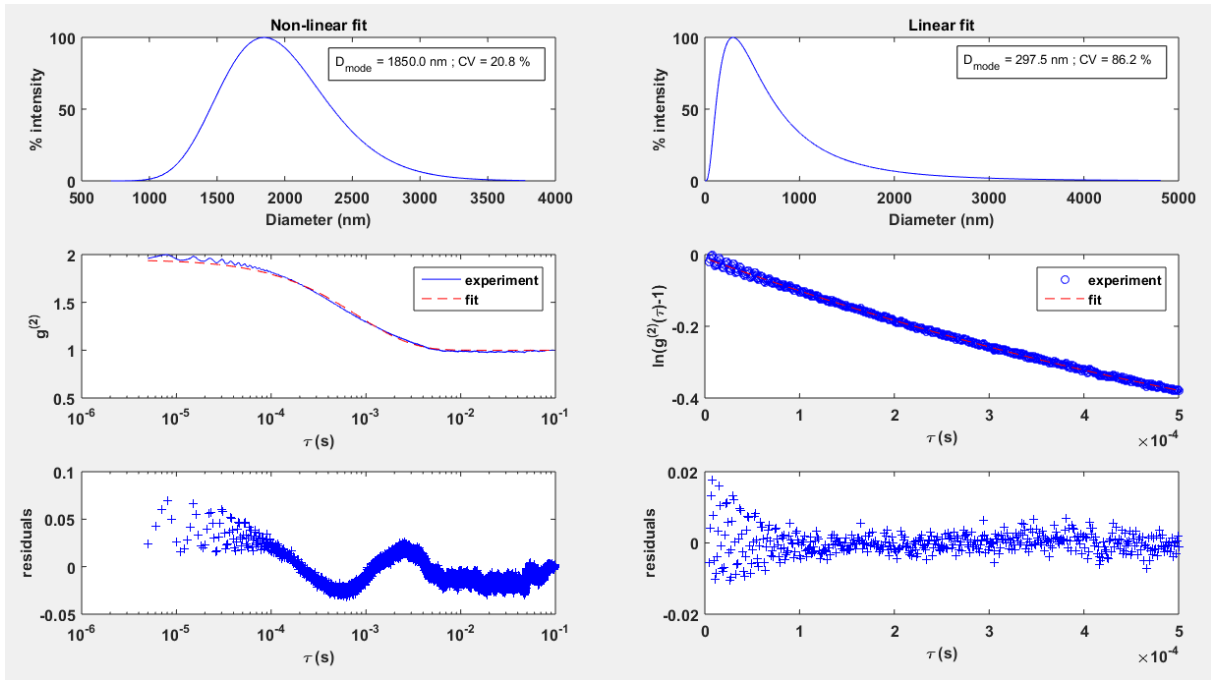 Non-linear fit
D_mode = 1850.0 nm ; CV = 20.8 %
100
50
0
% intensity
500 1000 1500 2000 2500 3000 3500 4000
Diameter (nm)
Linear fit
D_mode = 297.5 nm ; CV = 86.2 %
100
50
0
% intensity
0 1000 2000 3000 4000 5000
Diameter (nm)
2
1.5
1
0.5
g^(2)
experiment
fit
10^-6 10^-5 10^-4 10^-3 10^-2 10^-1
τ (s)
0
-0.2
-0.4
ln(g^(2)(τ)-1)
experiment
fit
0 1 2 3 4 5
τ (s)
×10^-4
0.1
0.05
0
-0.05
residuals
10^-6 10^-5 10^-4 10^-3 10^-2 10^-1
τ (s)
0.02
0
-0.02
residuals
0 1 2 3 4 5
τ (s)
×10^-4